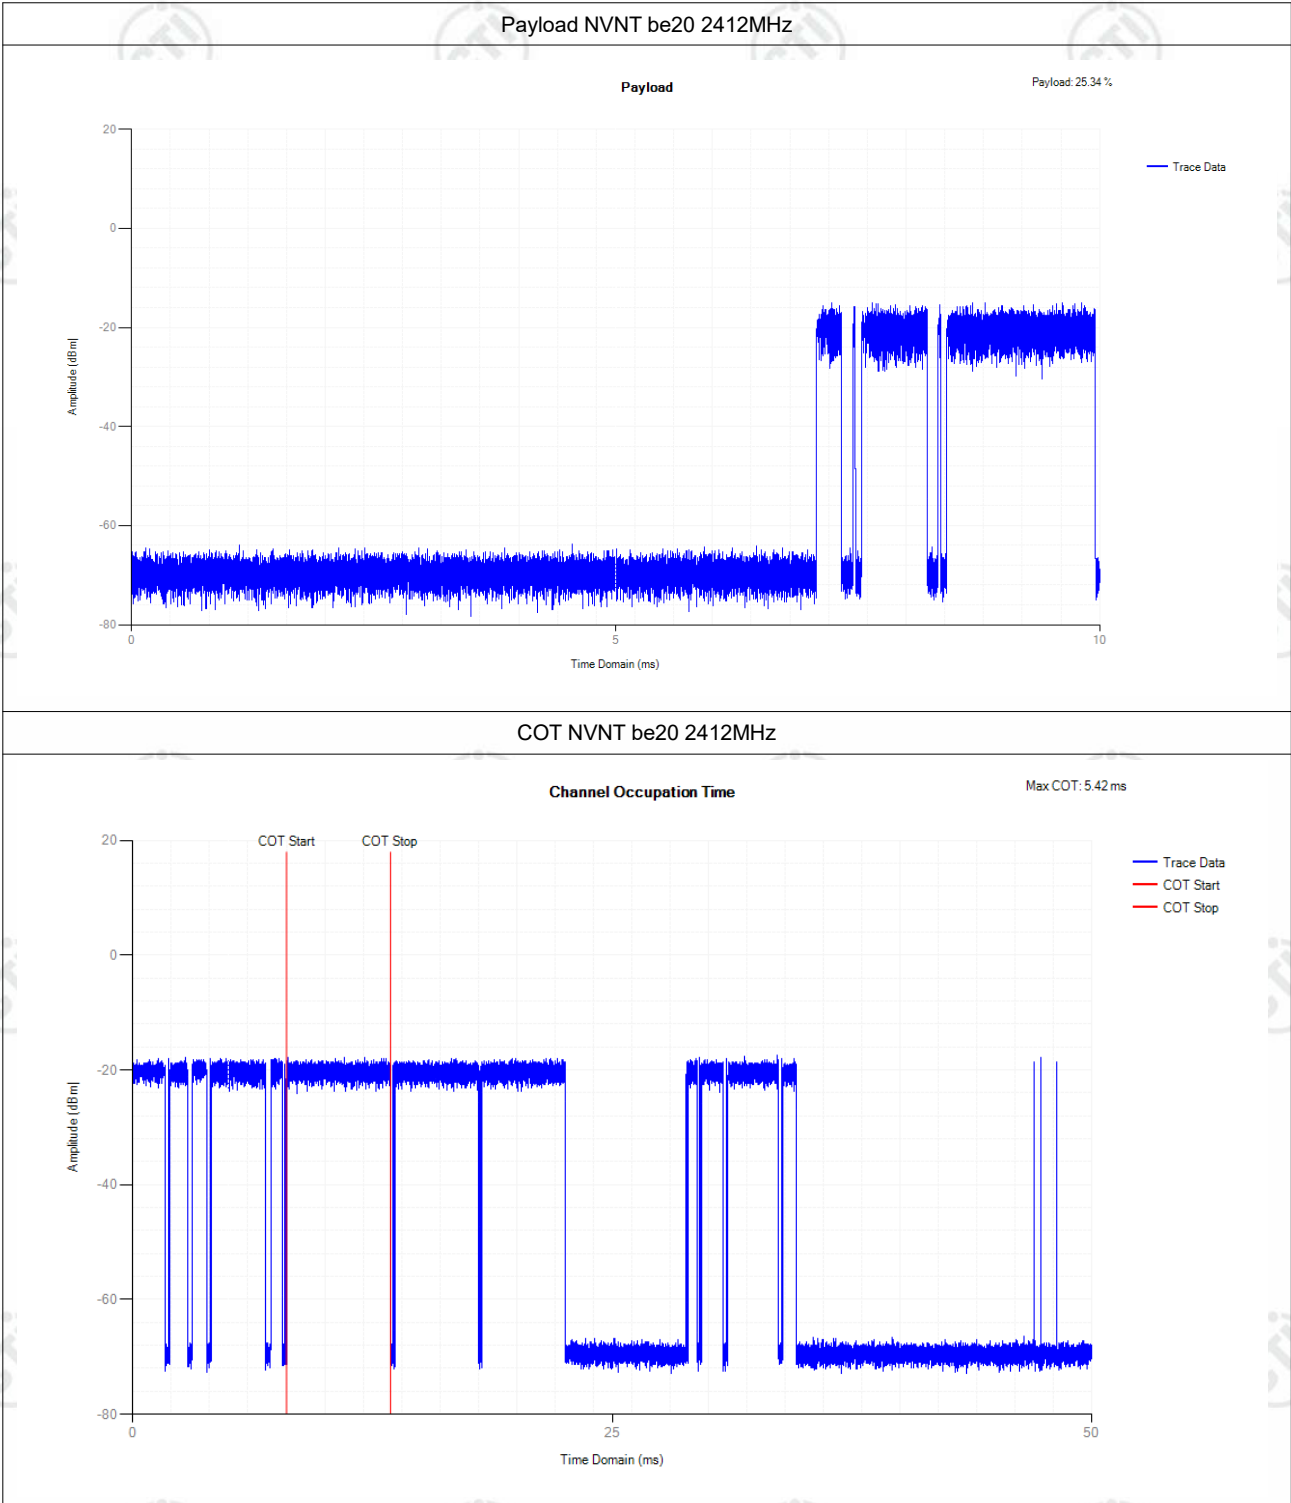 Payload NVNT be20 2412MHz
Payload
Payload: 25.34 %
20
0
-20
-40
-60
-80
Amplitude [dBm]
Trace Data
0
5
10
Time Domain (ms)
COT NVNT be20 2412MHz
Channel Occupation Time
Max COT: 5.42 ms
COT Start
COT Stop
20
0
-20
-40
-60
-80
Amplitude [dBm]
Trace Data
COT Start
COT Stop
0
25
50
Time Domain (ms)